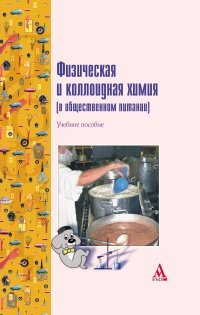 Физическая
и коллоидная химия
(в общественном питании)
Учебное пособие